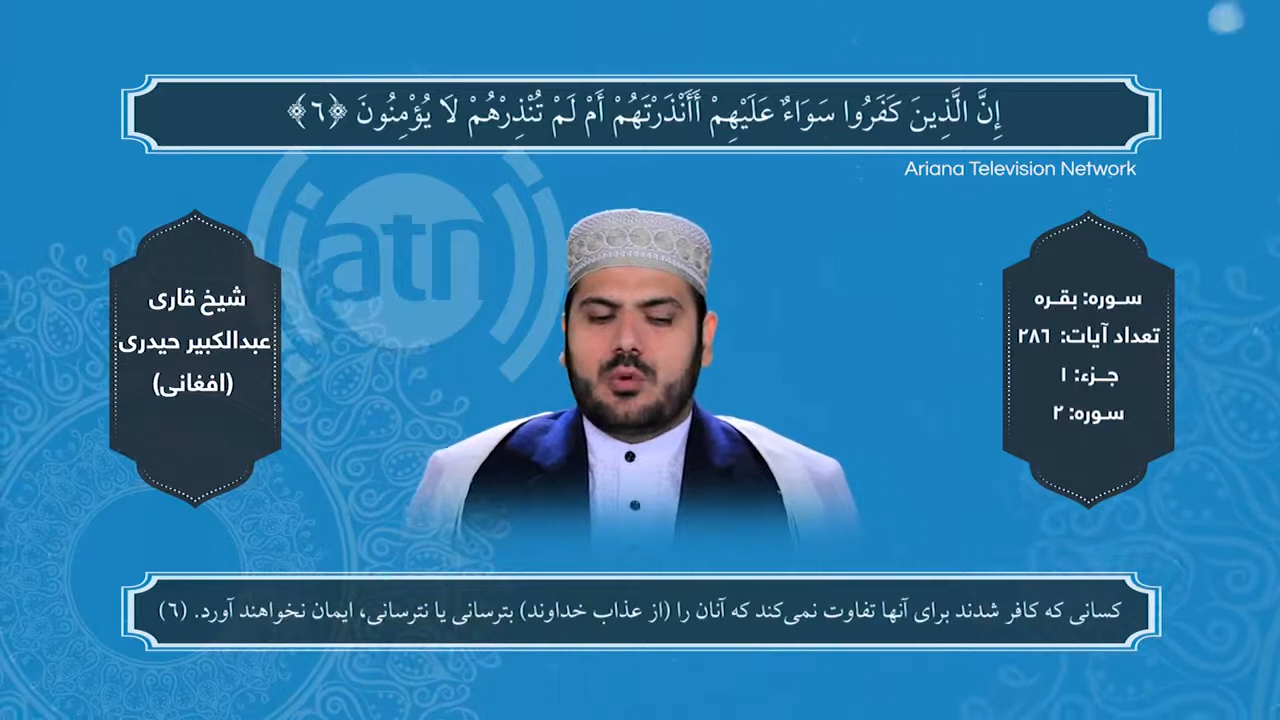 إِنَّ الَّذِينَ كَفَرُوا سَوَاءٌ عَلَيْهِمْ أَأَنْذَرْتَهُمْ أَمْ لَمْ تُنْذِرْهُمْ لَا يُؤْمِنُونَ ﴿٦﴾
Ariana Television Network
atn
سوره: بقره
تعداد آیات: ۲۸٦
جزء: ۱
سوره: ۲
شیخ قاری
عبدالکبیر حیدری
(افغانی)
کسانی که کافر شدند برای آنها تفاوت نمی‌کند که آنان را (از عذاب خداوند) بترسانی یا نترسانی، ایمان نخواهند آورد. (٦)